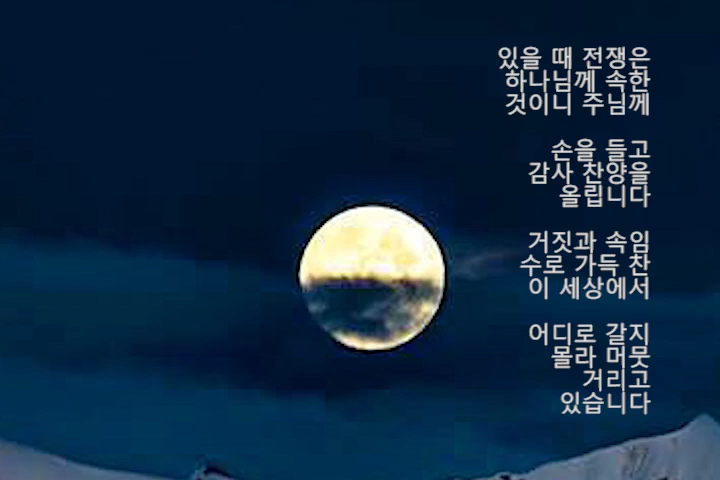 있을 때 전쟁은
하나님께 속한
것이니 주님께
손을 들고
감사 찬양을
올립니다
거짓과 속임
수로 가득 찬
이 세상에서
어디로 갈지
몰라 머뭇
거리고
있습니다